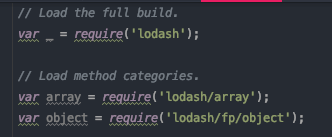 // Load the full build.
var _ = require('lodash');
// Load method categories.
var array = require('lodash/array');
var object = require('lodash/fp/object');